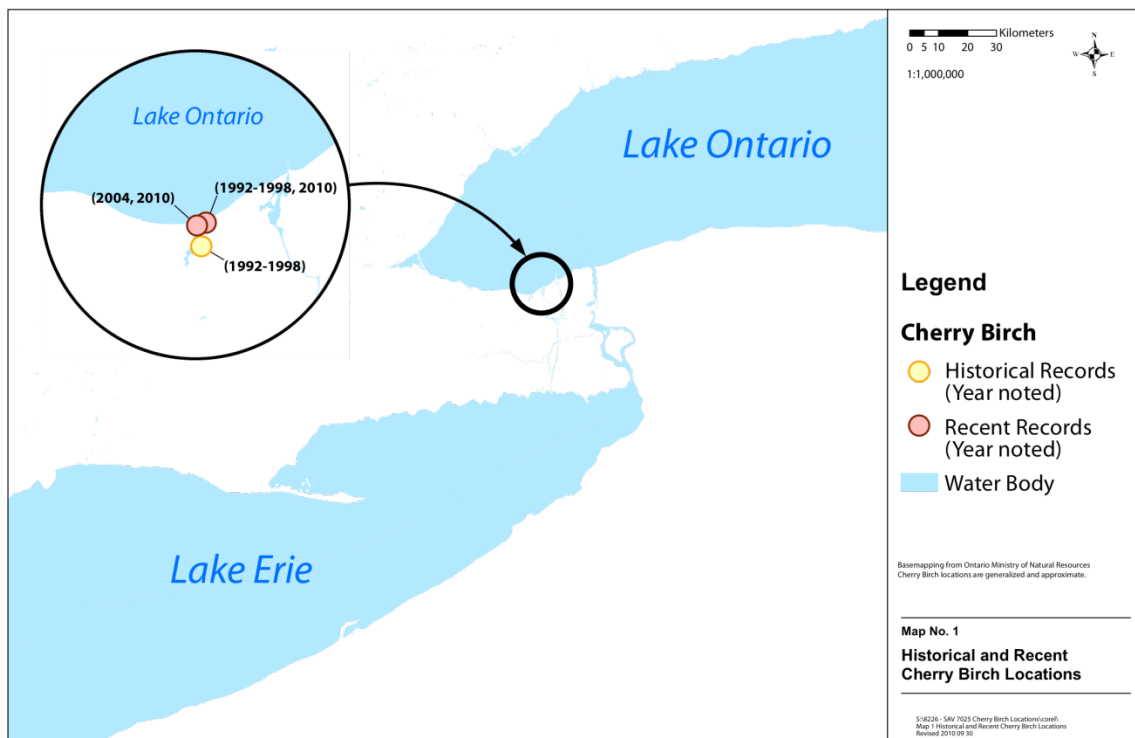 Lake Ontario
(2004, 2010)
(1992-1998, 2010)
(1992-1998)
Lake Ontario
Lake Erie
Kilometers
0 5 10 20 30
1:1,000,000
N
W E
S
Legend
Cherry Birch
Historical Records
(Year noted)
Recent Records
(Year noted)
Water Body
Basemapping from Ontario Ministry of Natural Resources
Cherry Birch locations are generalized and approximate.
Map No. 1
Historical and Recent
Cherry Birch Locations
S:\8226 - SAV 7025 Cherry Birch Locations\corel\
Map 1 Historical and Recent Cherry Birch Locations
Revised 2010 09 30